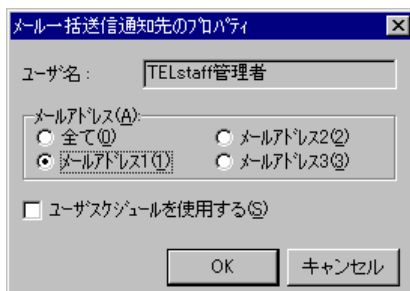 メール一括送信通知先のプロパティ
ユーザ名： TELstaff管理者
メールアドレス(A):
全て(0) メールアドレス2(2)
メールアドレス1(1) メールアドレス3(3)
ユーザスケジュールを使用する(S)
OK キャンセル